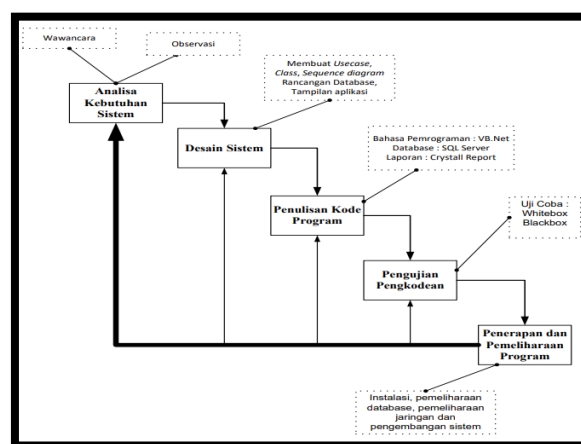 Wawancara
Observasi
Analisa
Kebutuhan
Sistem
Membuat Usecase,
Class, Sequence diagram
Rancangan Database,
Tampilan aplikasi
Desain Sistem
Bahasa Pemrograman : VB.Net
Database : SQL Server
Laporan : Crystall Report
Penulisan Kode
Program
Uji Coba :
Whitebox
Blackbox
Pengujian
Pengkodean
Penerapan dan
Pemeliharaan
Program
Instalasi, pemeliharaan
database, pemeliharaan
jaringan dan
pengembangan sistem